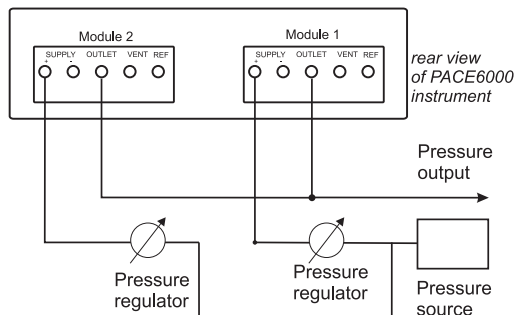 Module 2
Module 1
SUPPLY OUTLET VENT REF
+ -
SUPPLY OUTLET VENT REF
+ -
rear view
of PACE6000
instrument
Pressure
output
Pressure
regulator
Pressure
regulator
Pressure
source